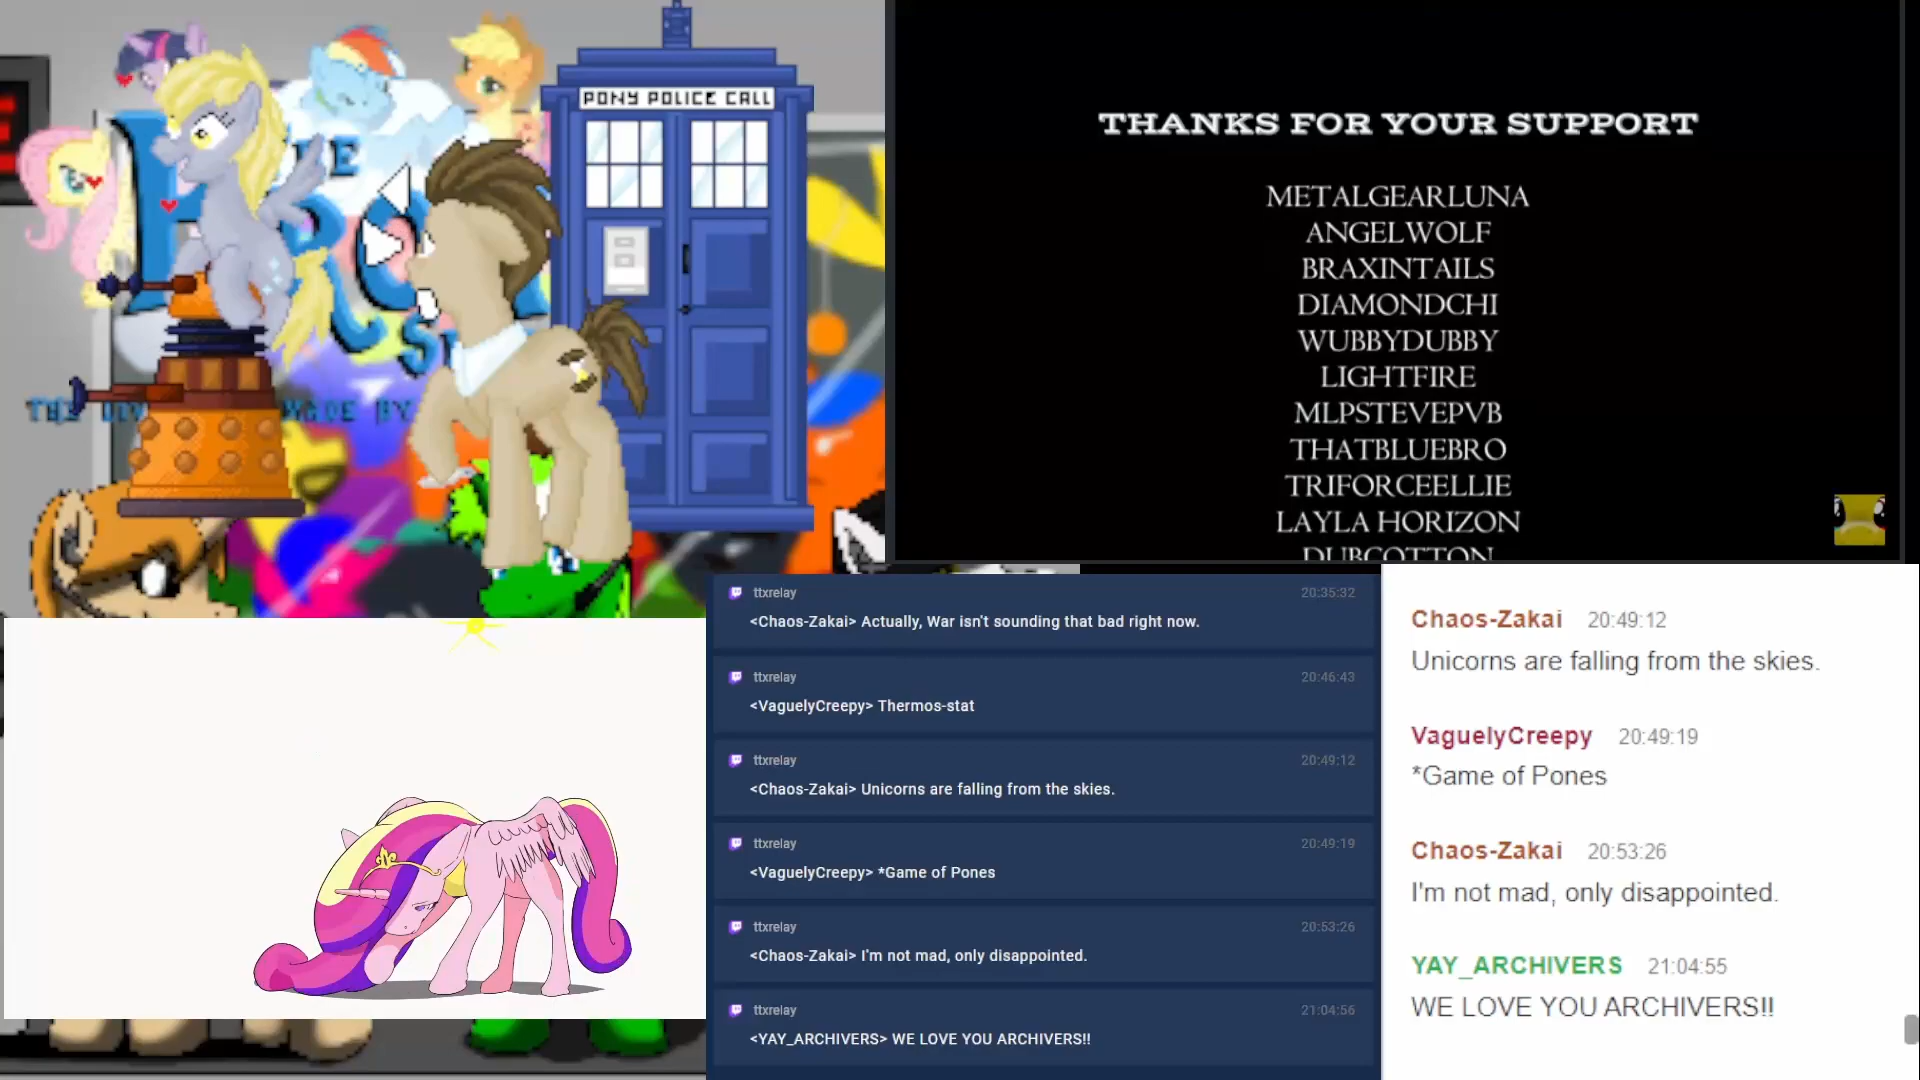 PONY POLICE CALL
MADE BY
THANKS FOR YOUR SUPPORT
METALGEARLUNA
ANGELWOLF
BRAXINTAILS
DIAMONDCHI
WUBBYDUBBY
LIGHTFIRE
MLPSTEVEPVB
THATBLUEBRO
TRIFORCEELLIE
LAYLA HORIZON
DUBCOTTON
ttxrelay 20:35:32
<Chaos-Zakai> Actually, War isn't sounding that bad right now.
ttxrelay 20:46:43
<VaguelyCreepy> Thermos-stat
ttxrelay 20:49:12
<Chaos-Zakai> Unicorns are falling from the skies.
ttxrelay 20:49:19
<VaguelyCreepy> *Game of Pones
ttxrelay 20:53:26
<Chaos-Zakai> I'm not mad, only disappointed.
ttxrelay 21:04:56
<YAY_ARCHIVERS> WE LOVE YOU ARCHIVERS!!
Chaos-Zakai 20:49:12
Unicorns are falling from the skies.
VaguelyCreepy 20:49:19
*Game of Pones
Chaos-Zakai 20:53:26
I'm not mad, only disappointed.
YAY_ARCHIVERS 21:04:55
WE LOVE YOU ARCHIVERS!!